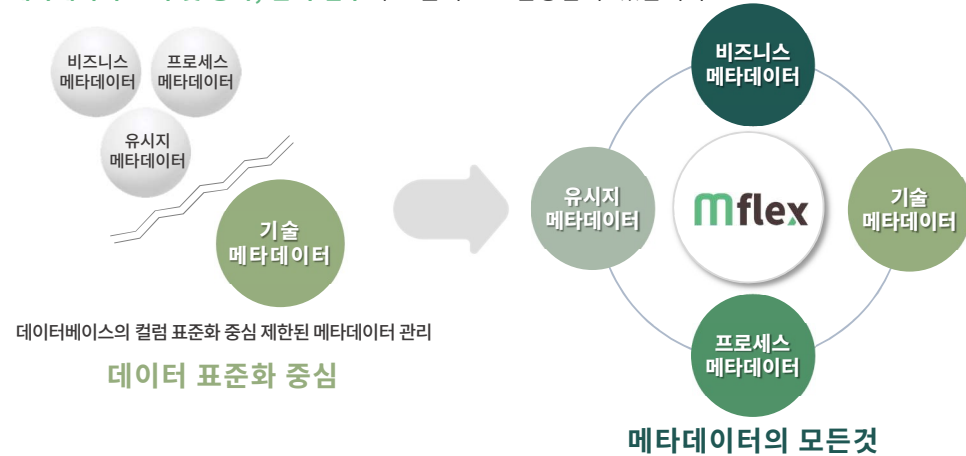 비즈니스
메타데이터
프로세스
메타데이터
유시지
메타데이터
기술
메타데이터
데이터베이스의 컬럼 표준화 중심 제한된 메타데이터 관리
데이터 표준화 중심
비즈니스
메타데이터
유시지
메타데이터
mflex
기술
메타데이터
프로세스
메타데이터
메타데이터의 모든것